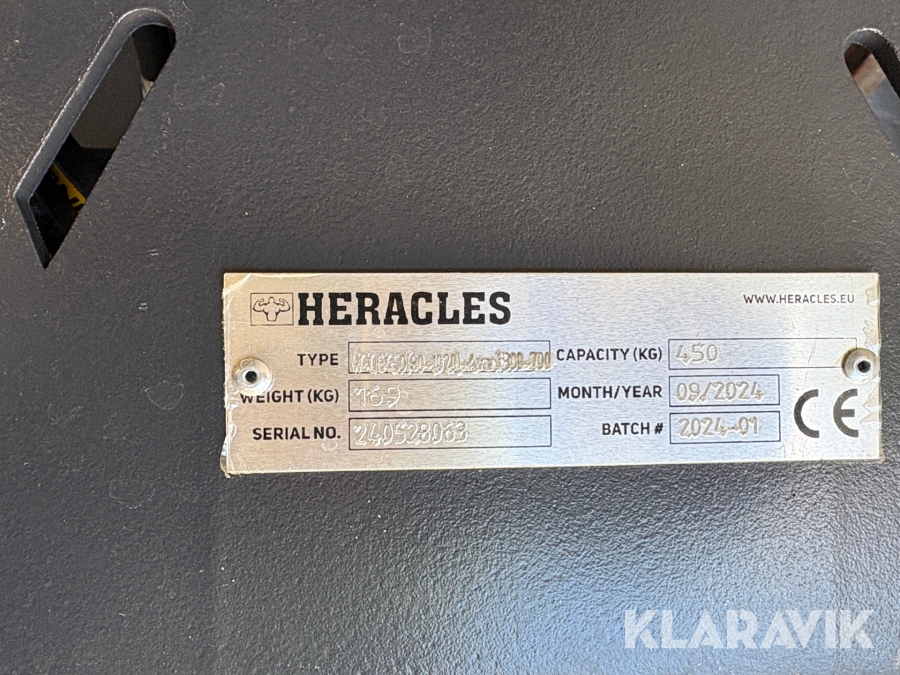 HERACLES
WWW.HERACLES.EU
TYPE
CAPACITY (KG) 450
WEIGHT (KG) 169
MONTH/YEAR 09/2024
SERIAL NO. 240528063
BATCH # 2024-01
CE
KLARAVIK